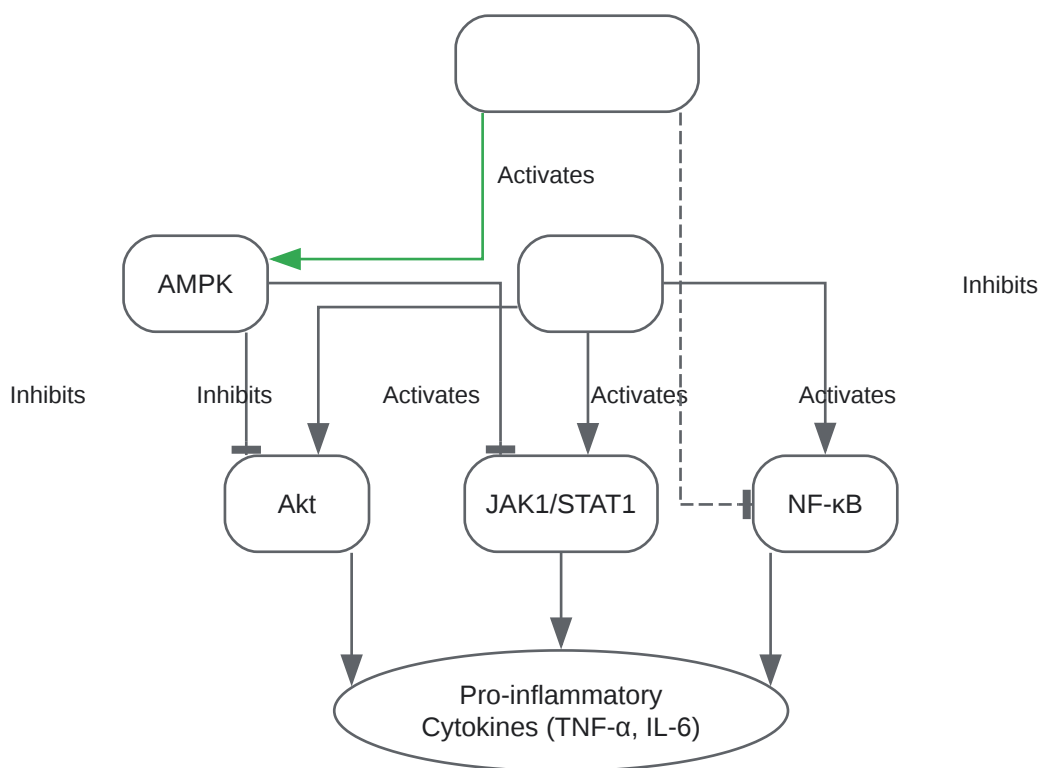 Activates
AMPK
Inhibits
Inhibits
Inhibits
Activates
Activates
Activates
Akt
JAK1/STAT1
NF-κB
Pro-inflammatory
Cytokines (TNF-α, IL-6)